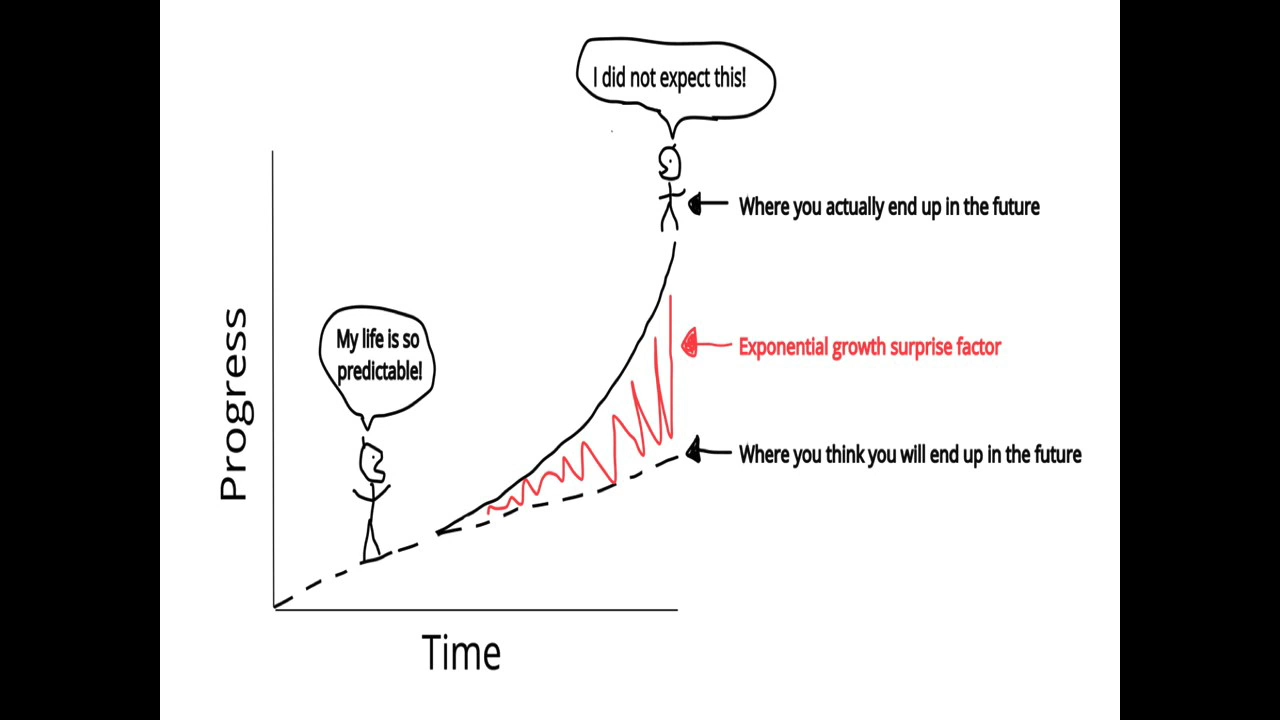 I did not expect this!
Where you actually end up in the future
My life is so
predictable!
Exponential growth surprise factor
Where you think you will end up in the future
Progress
Time